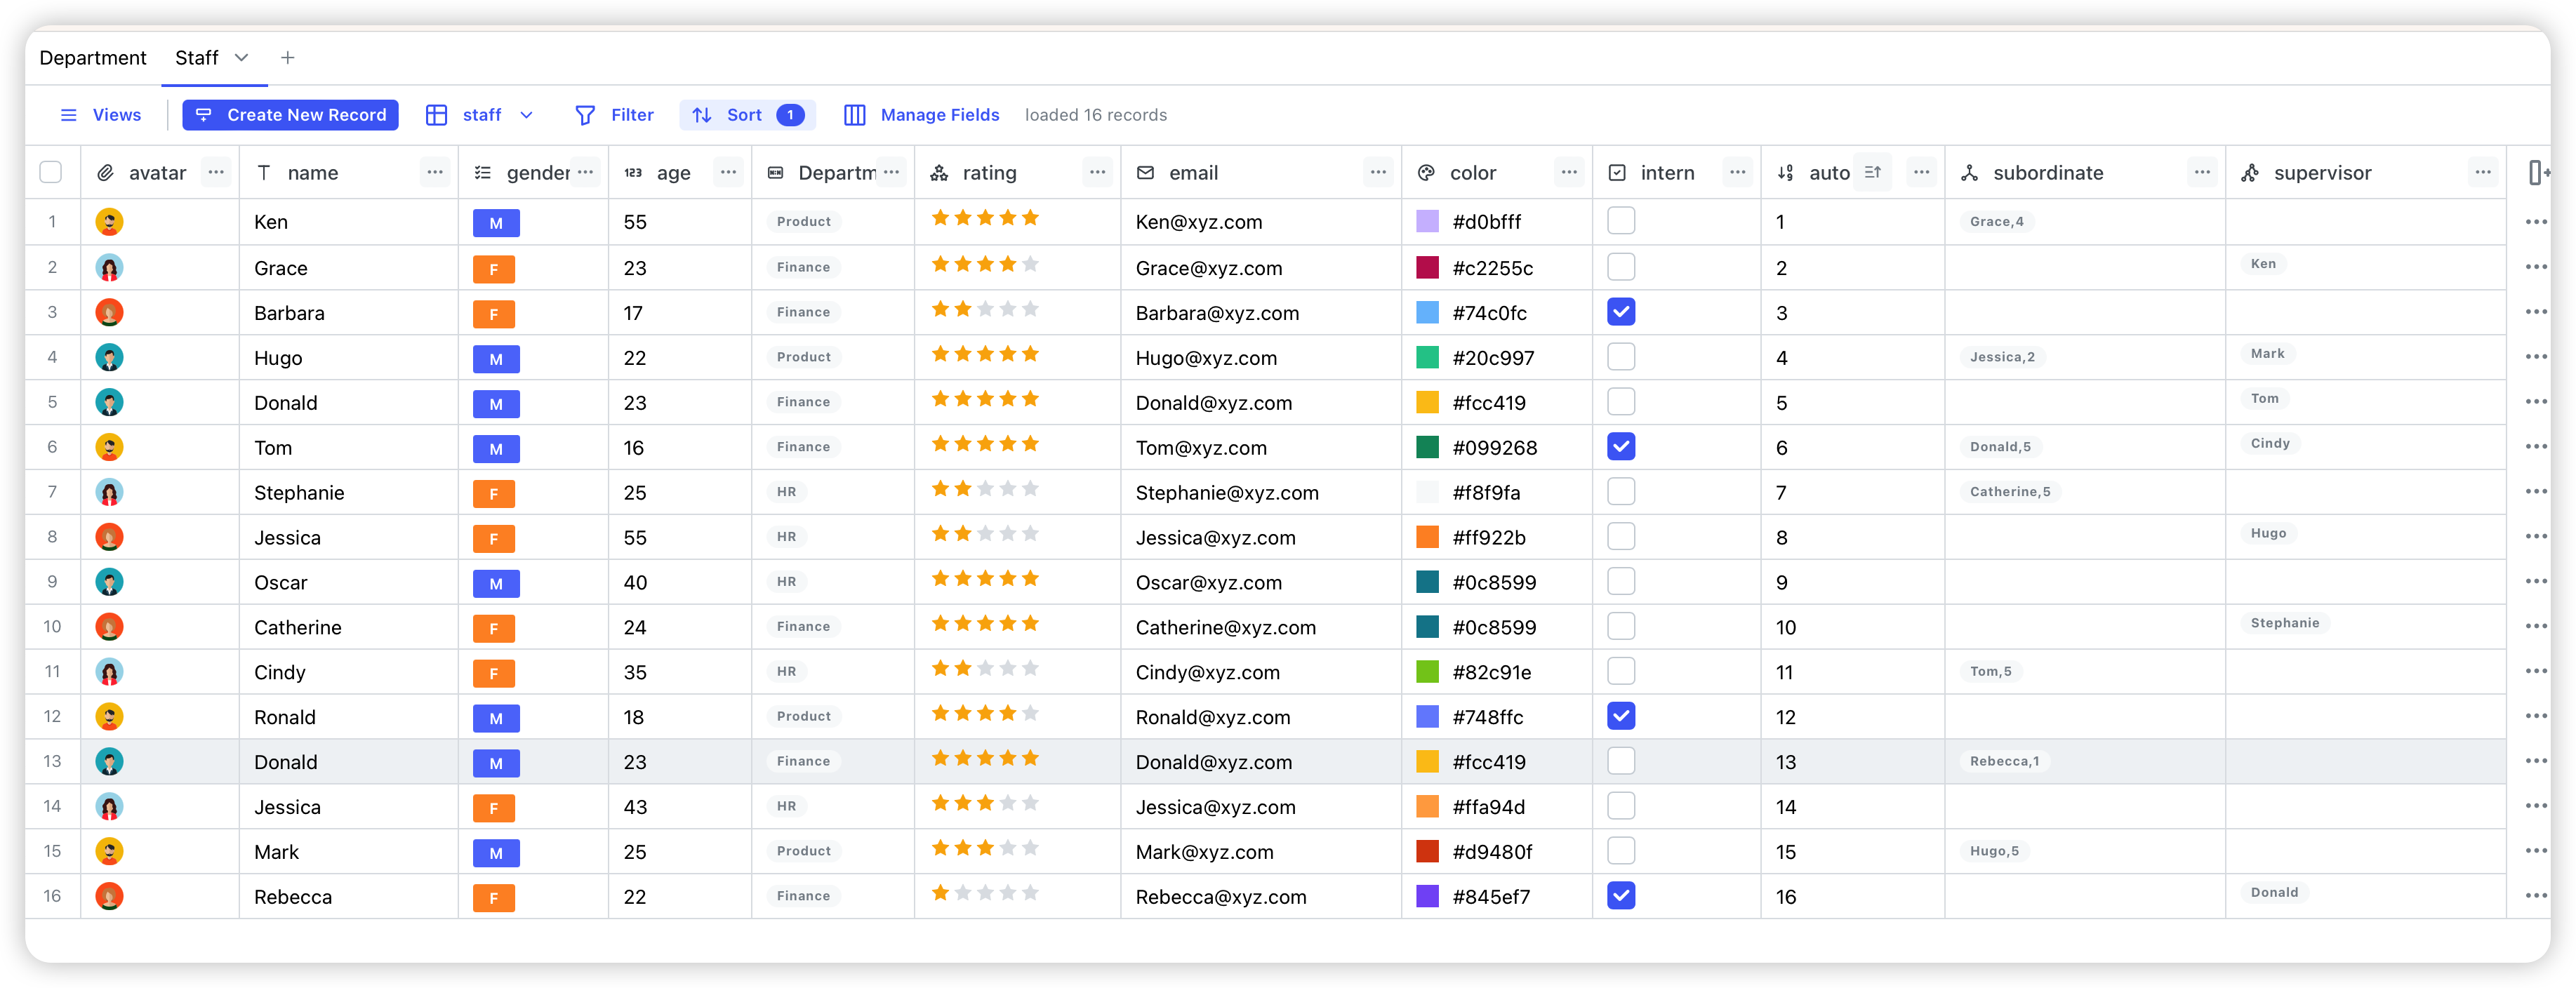 Department Staff
Views Create New Record staff Filter Sort 1 Manage Fields loaded 16 records
avatar name gender 123 age Departm rating email color intern auto subordinate supervisor
1 Ken M 55 Product Ken@xyz.com #d0bfff 1 Grace,4
2 Grace F 23 Finance Grace@xyz.com #c2255c 2 Ken
3 Barbara F 17 Finance Barbara@xyz.com #74c0fc 3
4 Hugo M 22 Product Hugo@xyz.com #20c997 4 Jessica,2 Mark
5 Donald M 23 Finance Donald@xyz.com #fcc419 5 Tom
6 Tom M 16 Finance Tom@xyz.com #099268 6 Donald,5 Cindy
7 Stephanie F 25 HR Stephanie@xyz.com #f8f9fa 7 Catherine,5
8 Jessica F 55 HR Jessica@xyz.com #ff922b 8 Hugo
9 Oscar M 40 HR Oscar@xyz.com #0c8599 9
10 Catherine F 24 Finance Catherine@xyz.com #0c8599 10 Stephanie
11 Cindy F 35 HR Cindy@xyz.com #82c91e 11 Tom,5
12 Ronald M 18 Product Ronald@xyz.com #748ffc 12
13 Donald M 23 Finance Donald@xyz.com #fcc419 13 Rebecca,1
14 Jessica F 43 HR Jessica@xyz.com #ffa94d 14
15 Mark M 25 Product Mark@xyz.com #d9480f 15 Hugo,5
16 Rebecca F 22 Finance Rebecca@xyz.com #845ef7 16 Donald